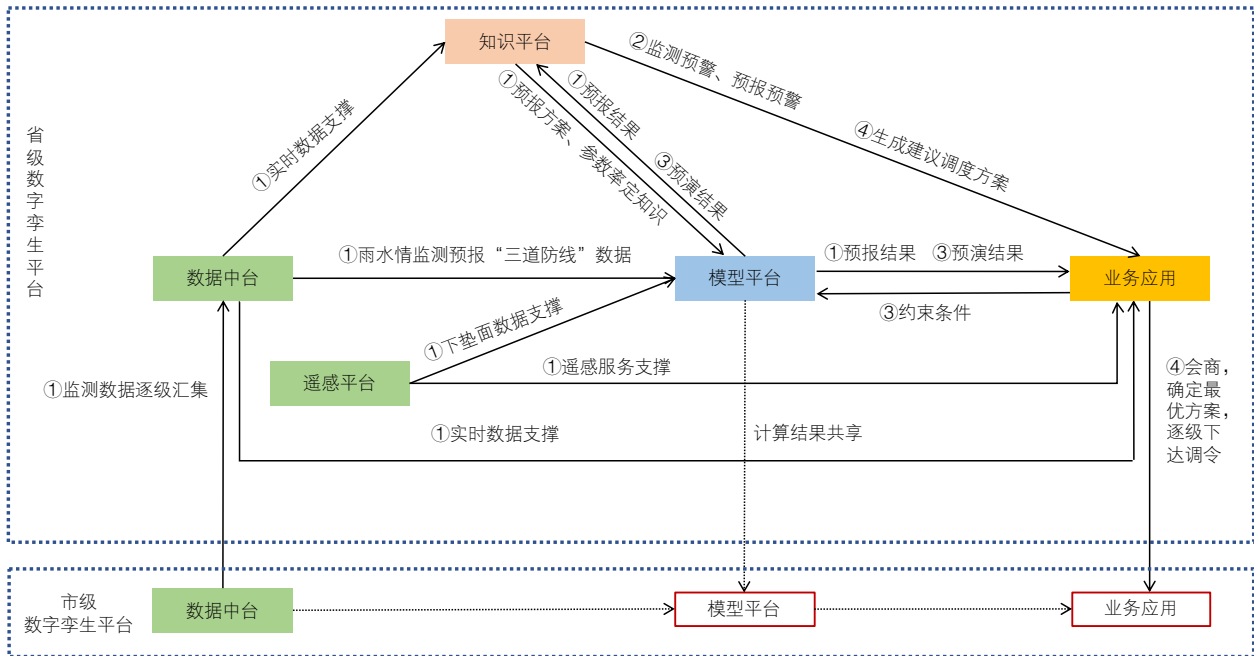 知识平台
②监测预警、预报预警
④生成建议调度方案
①预报结果
③预演结果
①预报方案、参数率定知识
①实时数据支撑
省级数字孪生平台
数据中台
①雨水情监测预报“三道防线”数据
模型平台
①预报结果 ③预演结果
业务应用
③约束条件
①下垫面数据支撑
遥感平台
①遥感服务支撑
①监测数据逐级汇集
④会商，
确定最
优方案，
逐级下
达调令
①实时数据支撑
计算结果共享
市级
数字孪生平台
数据中台
模型平台
业务应用